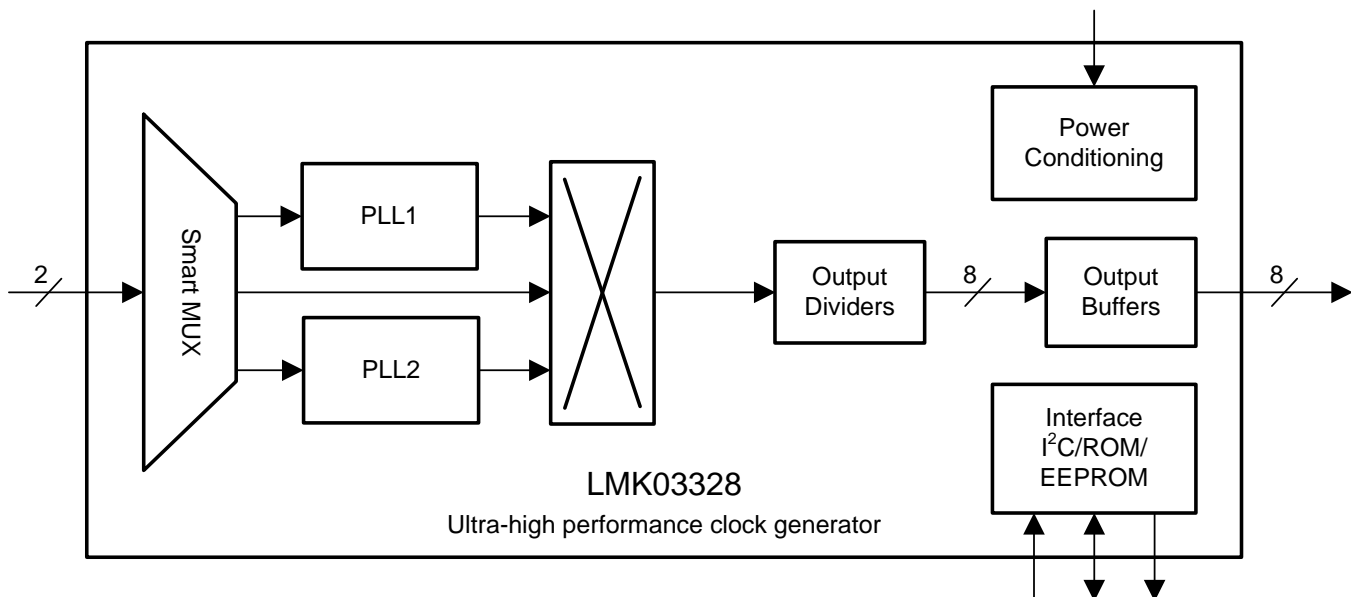 Power
Conditioning
PLL1
Smart MUX
2
Output
Dividers
8
Output
Buffers
8
PLL2
Interface
I²C/ROM/
EEPROM
LMK03328
Ultra-high performance clock generator